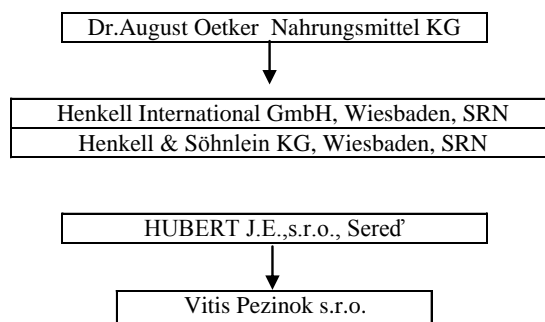 Dr.August Oetker Nahrungsmittel KG
Henkell International GmbH, Wiesbaden, SRN
Henkell & Söhnlein KG, Wiesbaden, SRN
HUBERT J.E.,s.r.o., Sereď
Vitis Pezinok s.r.o.